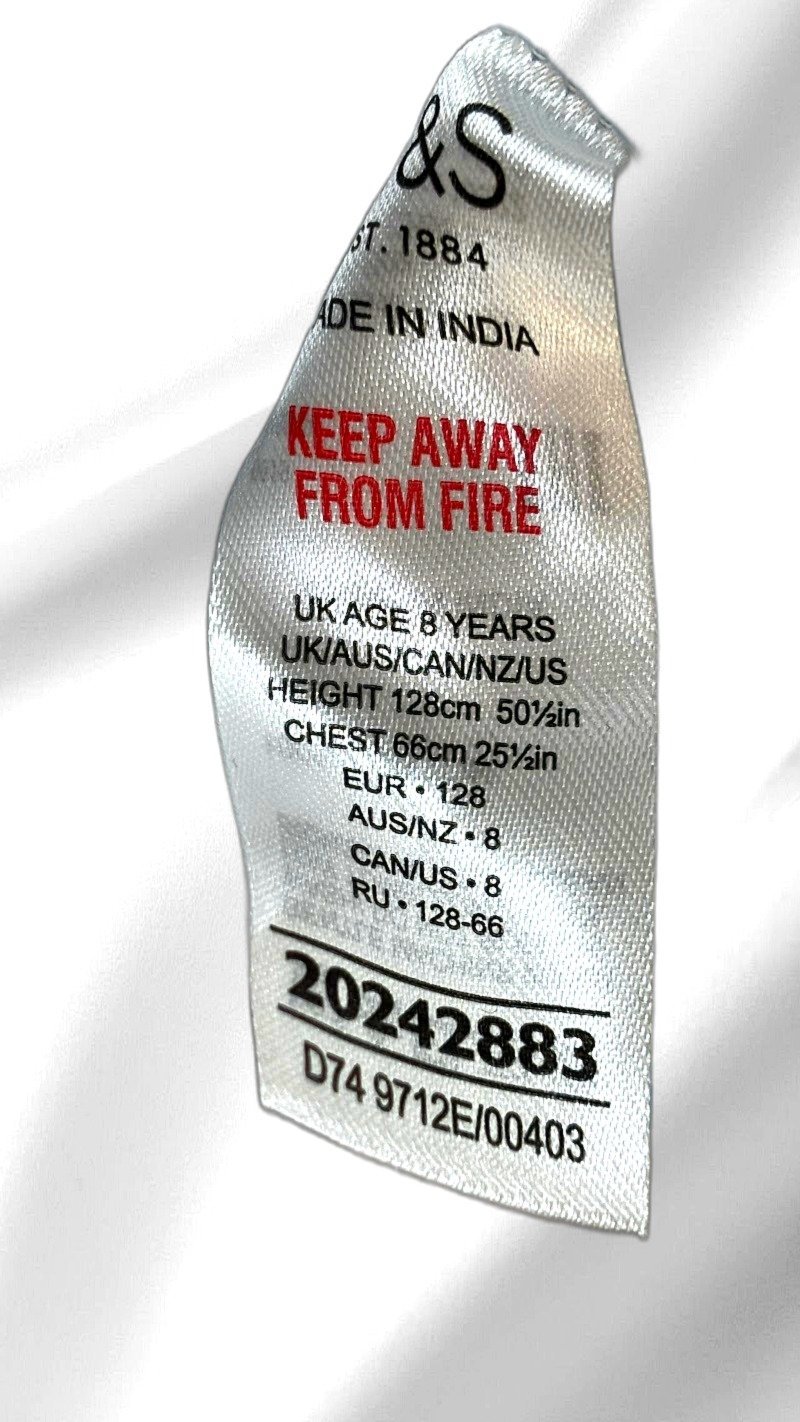 &S
ST. 1884
ADE IN INDIA
KEEP AWAY
FROM FIRE
UK AGE 8 YEARS
UK/AUS/CAN/NZ/US
HEIGHT 128cm 50½in
CHEST 66cm 25½in
EUR • 128
AUS/NZ • 8
CAN/US • 8
RU • 128-66
20242883
D74 9712E/00403